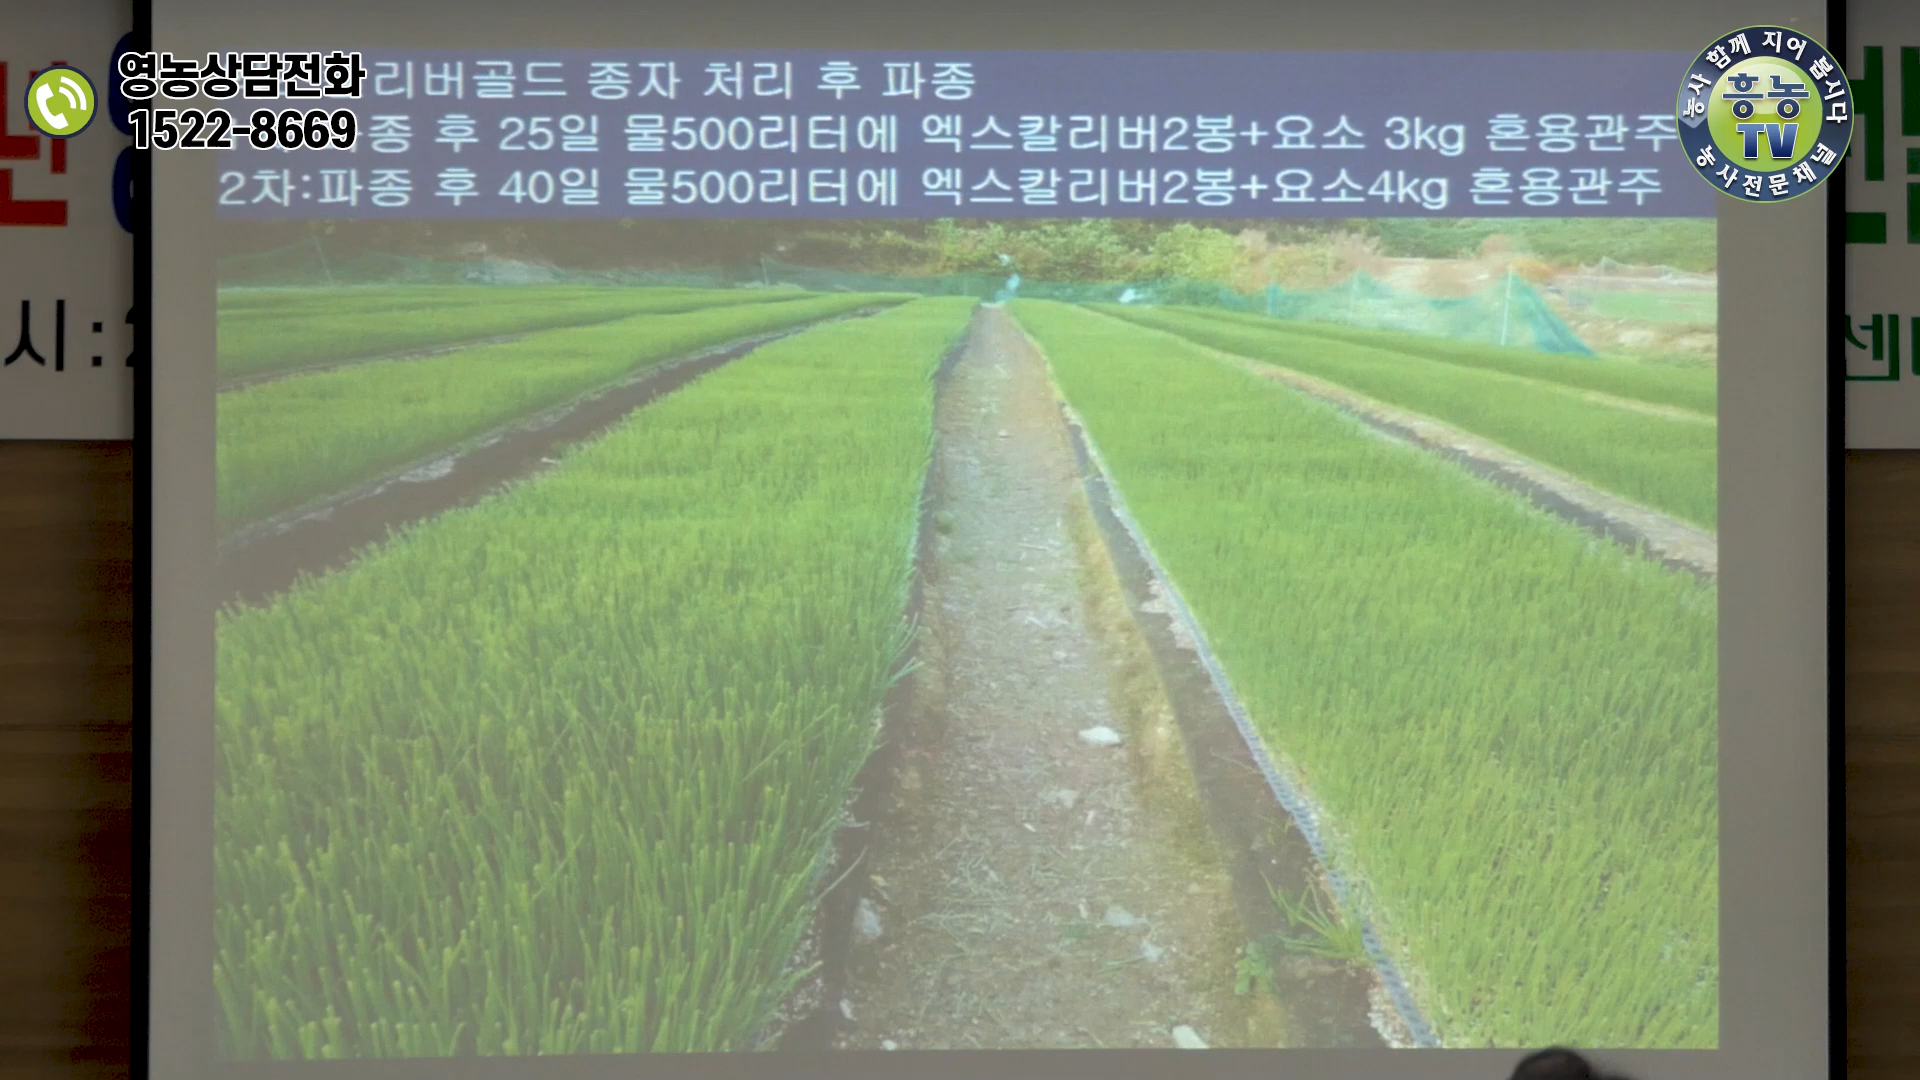 영농상담전화
1522-8669
리버골드 종자 처리 후 파종
종 후 25일 물500리터에 엑스칼리버2봉+요소 3kg 혼용관주
2차:파종 후 40일 물500리터에 엑스칼리버2봉+요소4kg 혼용관주
농사 함께 지어 봅시다
흥농
TV
농사전문채널
시:2